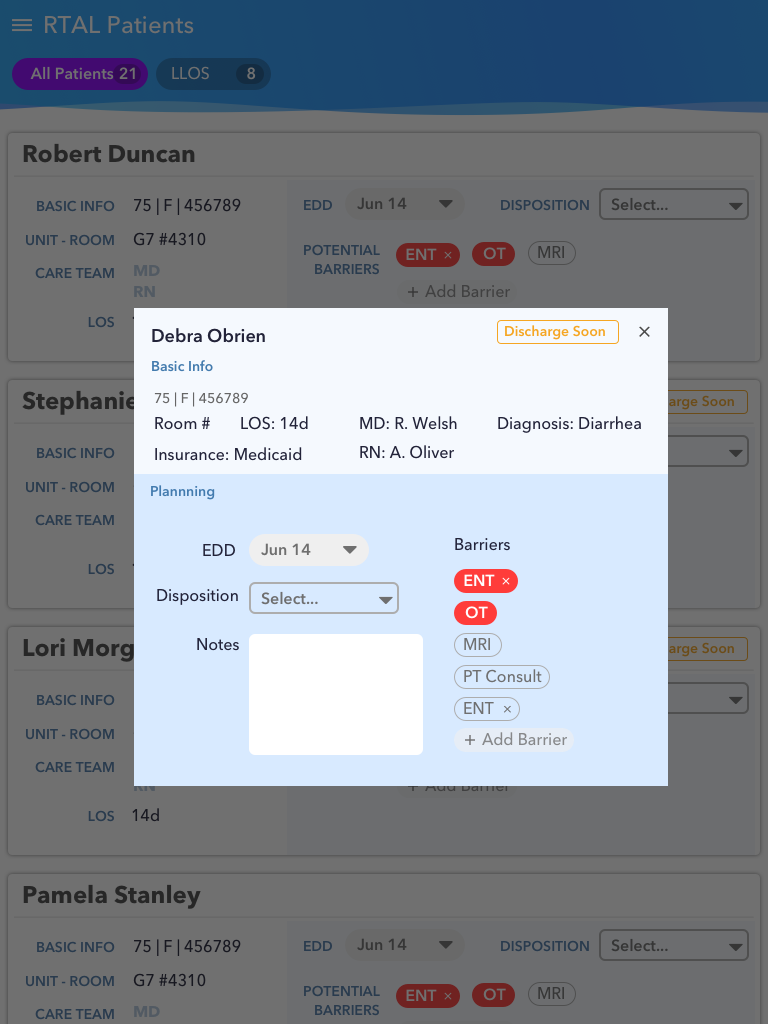 RTAL Patients
All Patients 21 LLOS 8
Robert Duncan
BASIC INFO 75 | F | 456789 EDD Jun 14 DISPOSITION Select...
UNIT - ROOM G7 #4310
CARE TEAM MD
RN
POTENTIAL BARRIERS ENT × OT MRI
+ Add Barrier
LOS
Debra Obrien Discharge Soon ×
Basic Info
75 | F | 456789
Room # LOS: 14d MD: R. Welsh Diagnosis: Diarrhea
Insurance: Medicaid RN: A. Oliver
Plannning
EDD Jun 14
Disposition Select...
Notes
Barriers
ENT ×
OT
MRI
PT Consult
ENT ×
+ Add Barrier
Stephanie
Soon
BASIC INFO
UNIT - ROOM
CARE TEAM
LOS
Lori Morg
Soon
BASIC INFO
UNIT - ROOM
CARE TEAM
RN
+ Add Barrier
LOS 14d
Pamela Stanley
BASIC INFO 75 | F | 456789 EDD Jun 14 DISPOSITION Select...
UNIT - ROOM G7 #4310
CARE TEAM MD
POTENTIAL BARRIERS ENT × OT MRI